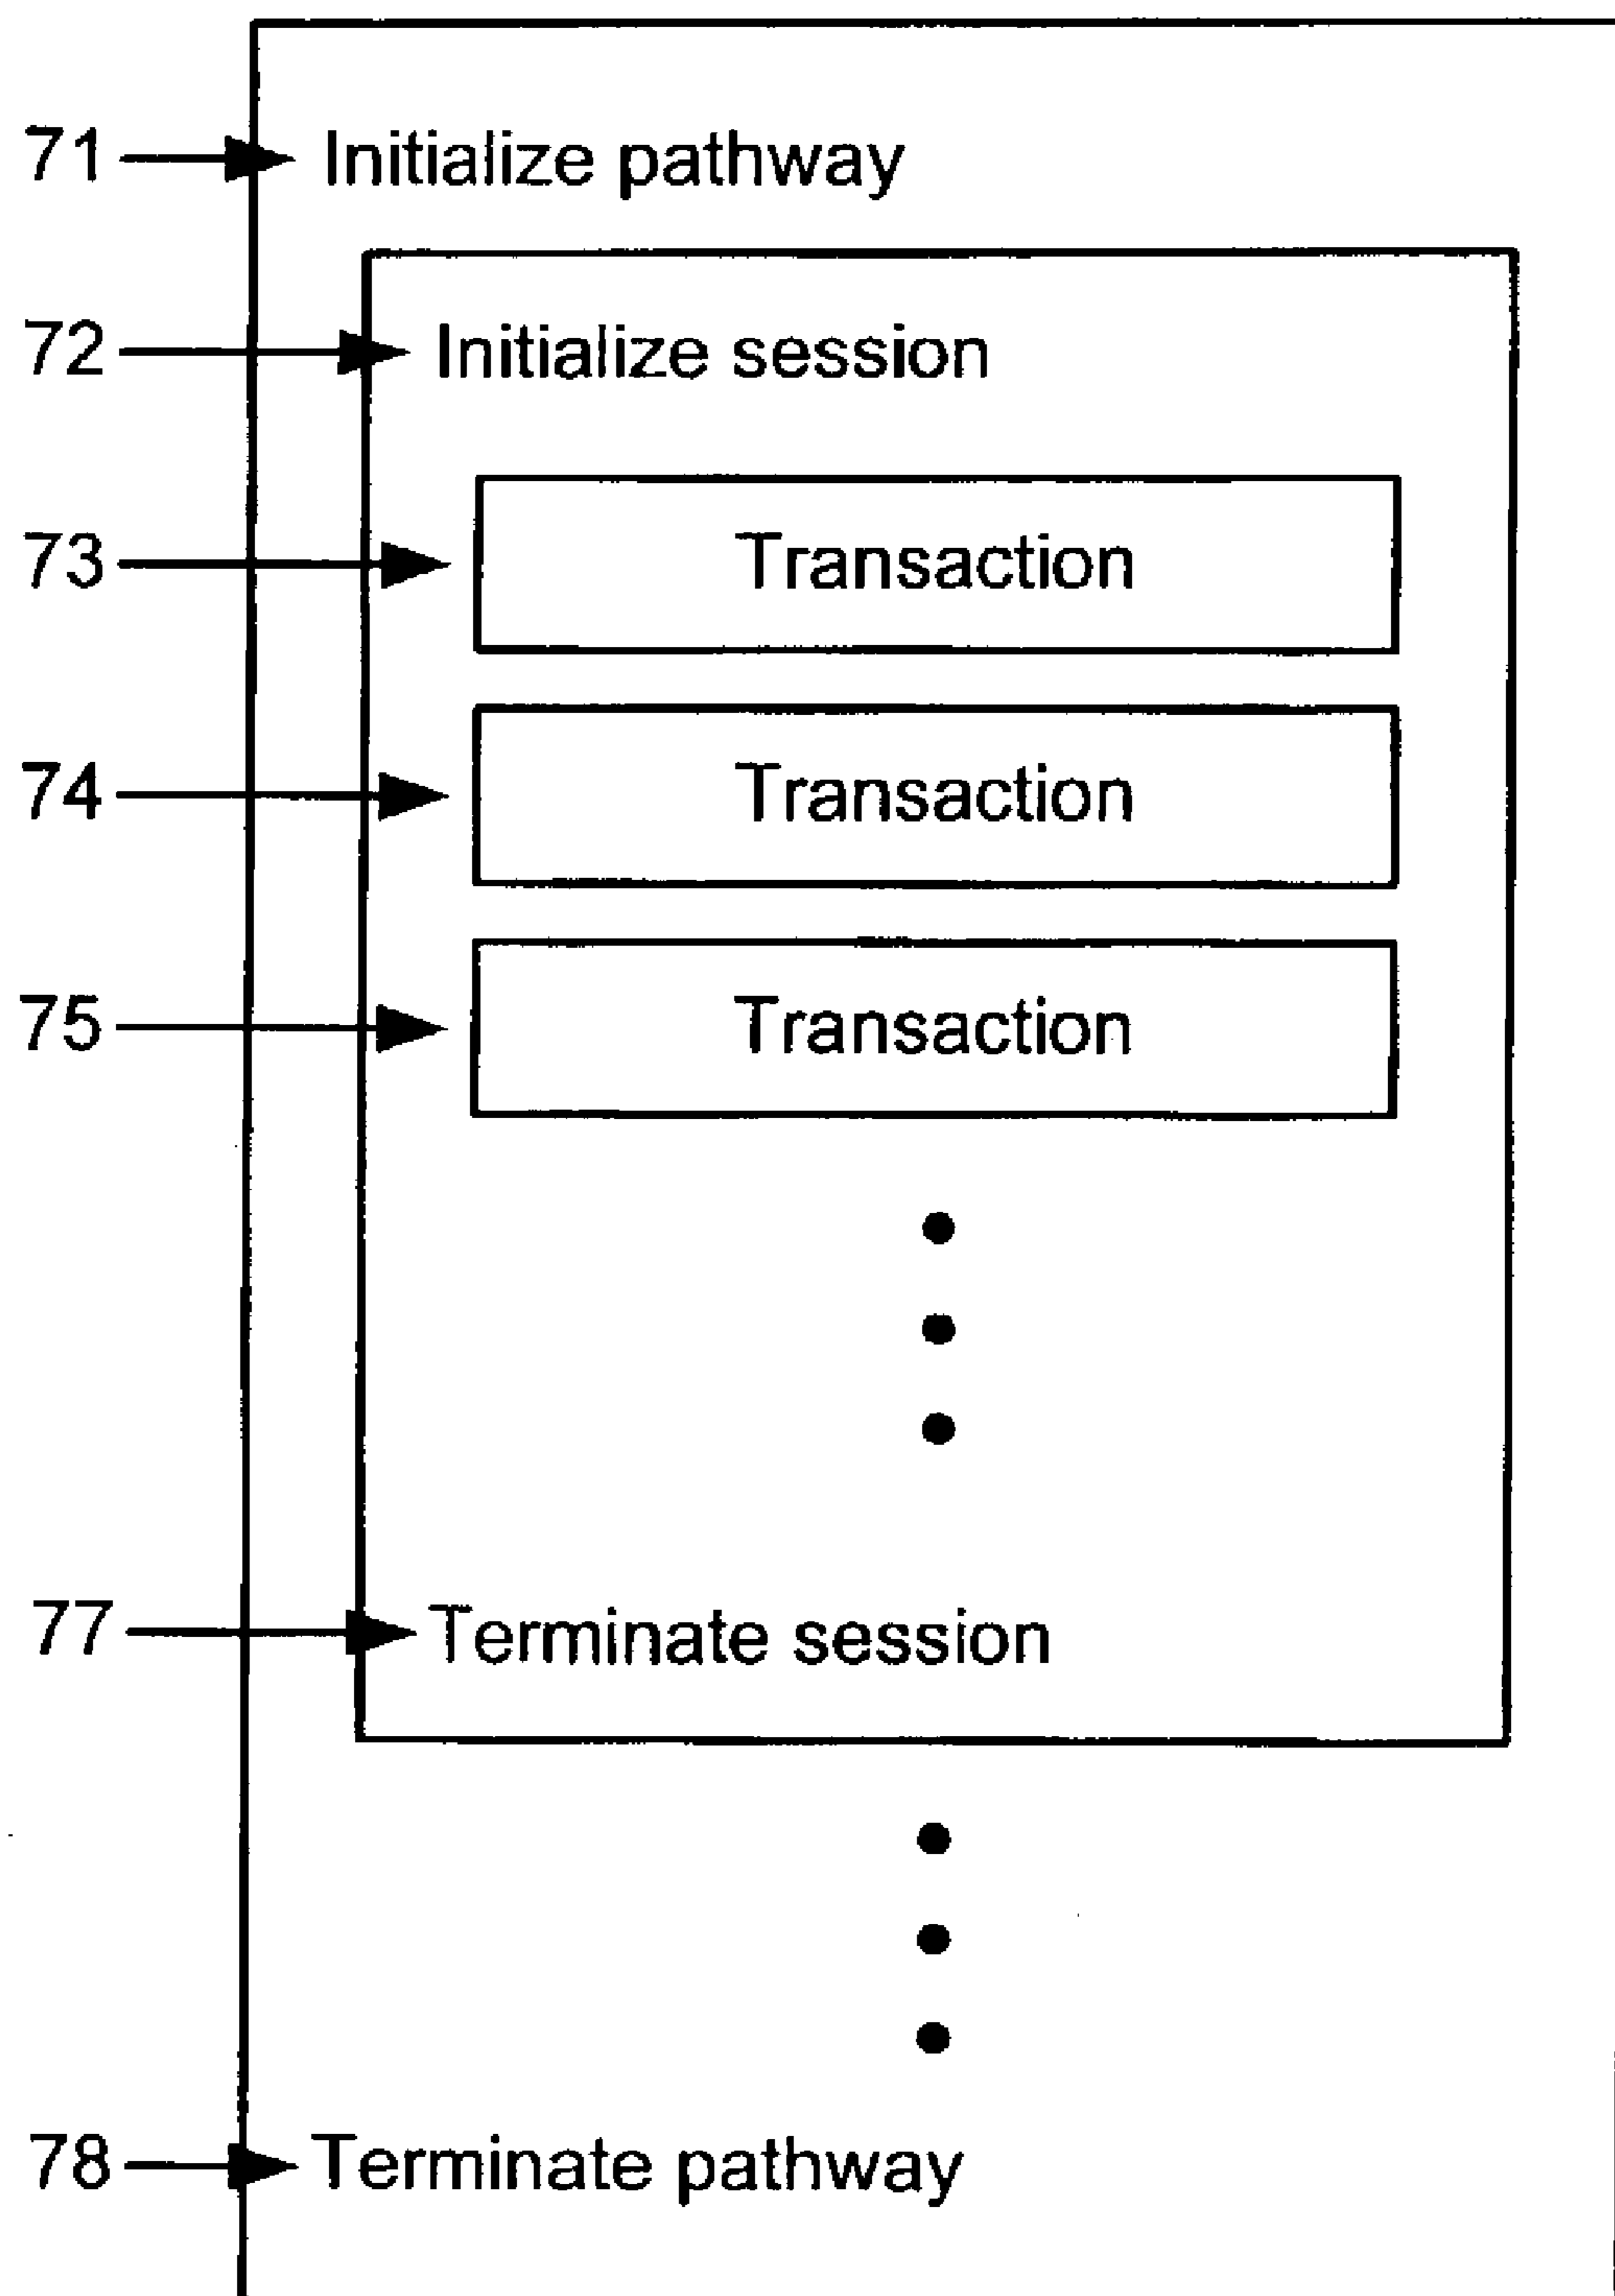 71 Initialize pathway
72 Initialize session
73 Transaction
74 Transaction
75 Transaction
77 Terminate session
78 Terminate pathway